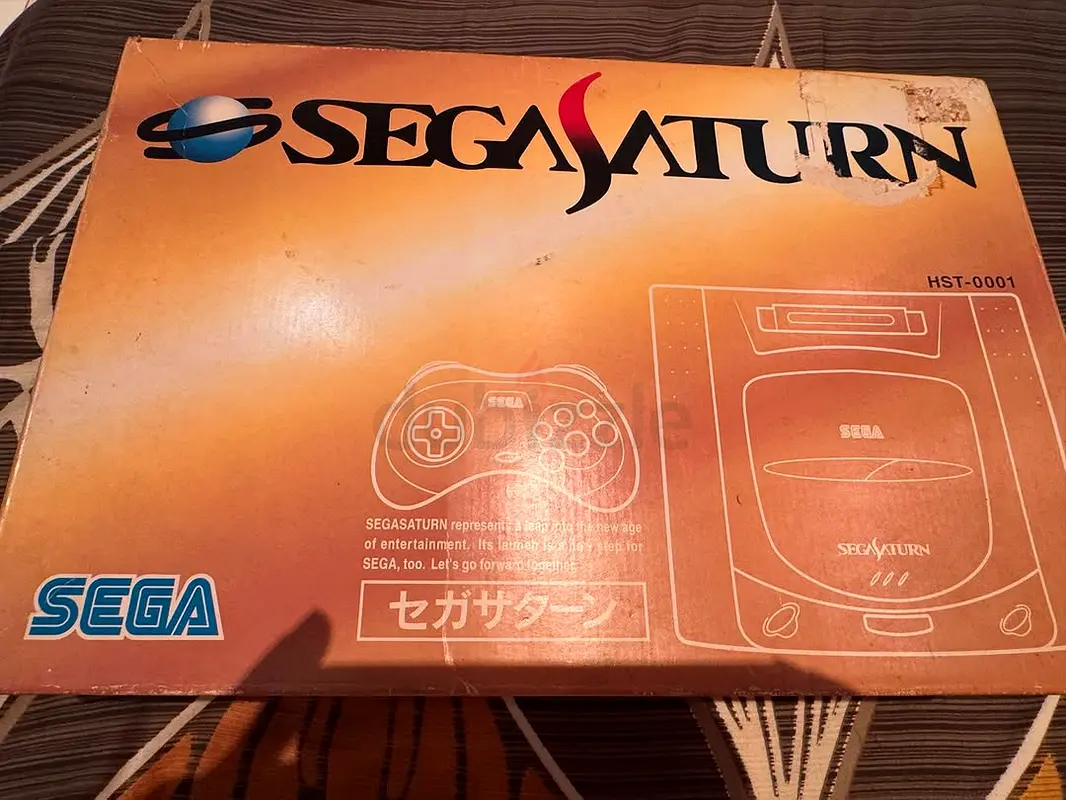 SEGASATURN
HST-0001
SEGA
SEGA
dubizzle
SEGASATURN represents a leap into the new age
of entertainment. Its launch is a new step for
SEGA, too. Let's go forward together.
SEGASATURN
セガサターン
SEGA